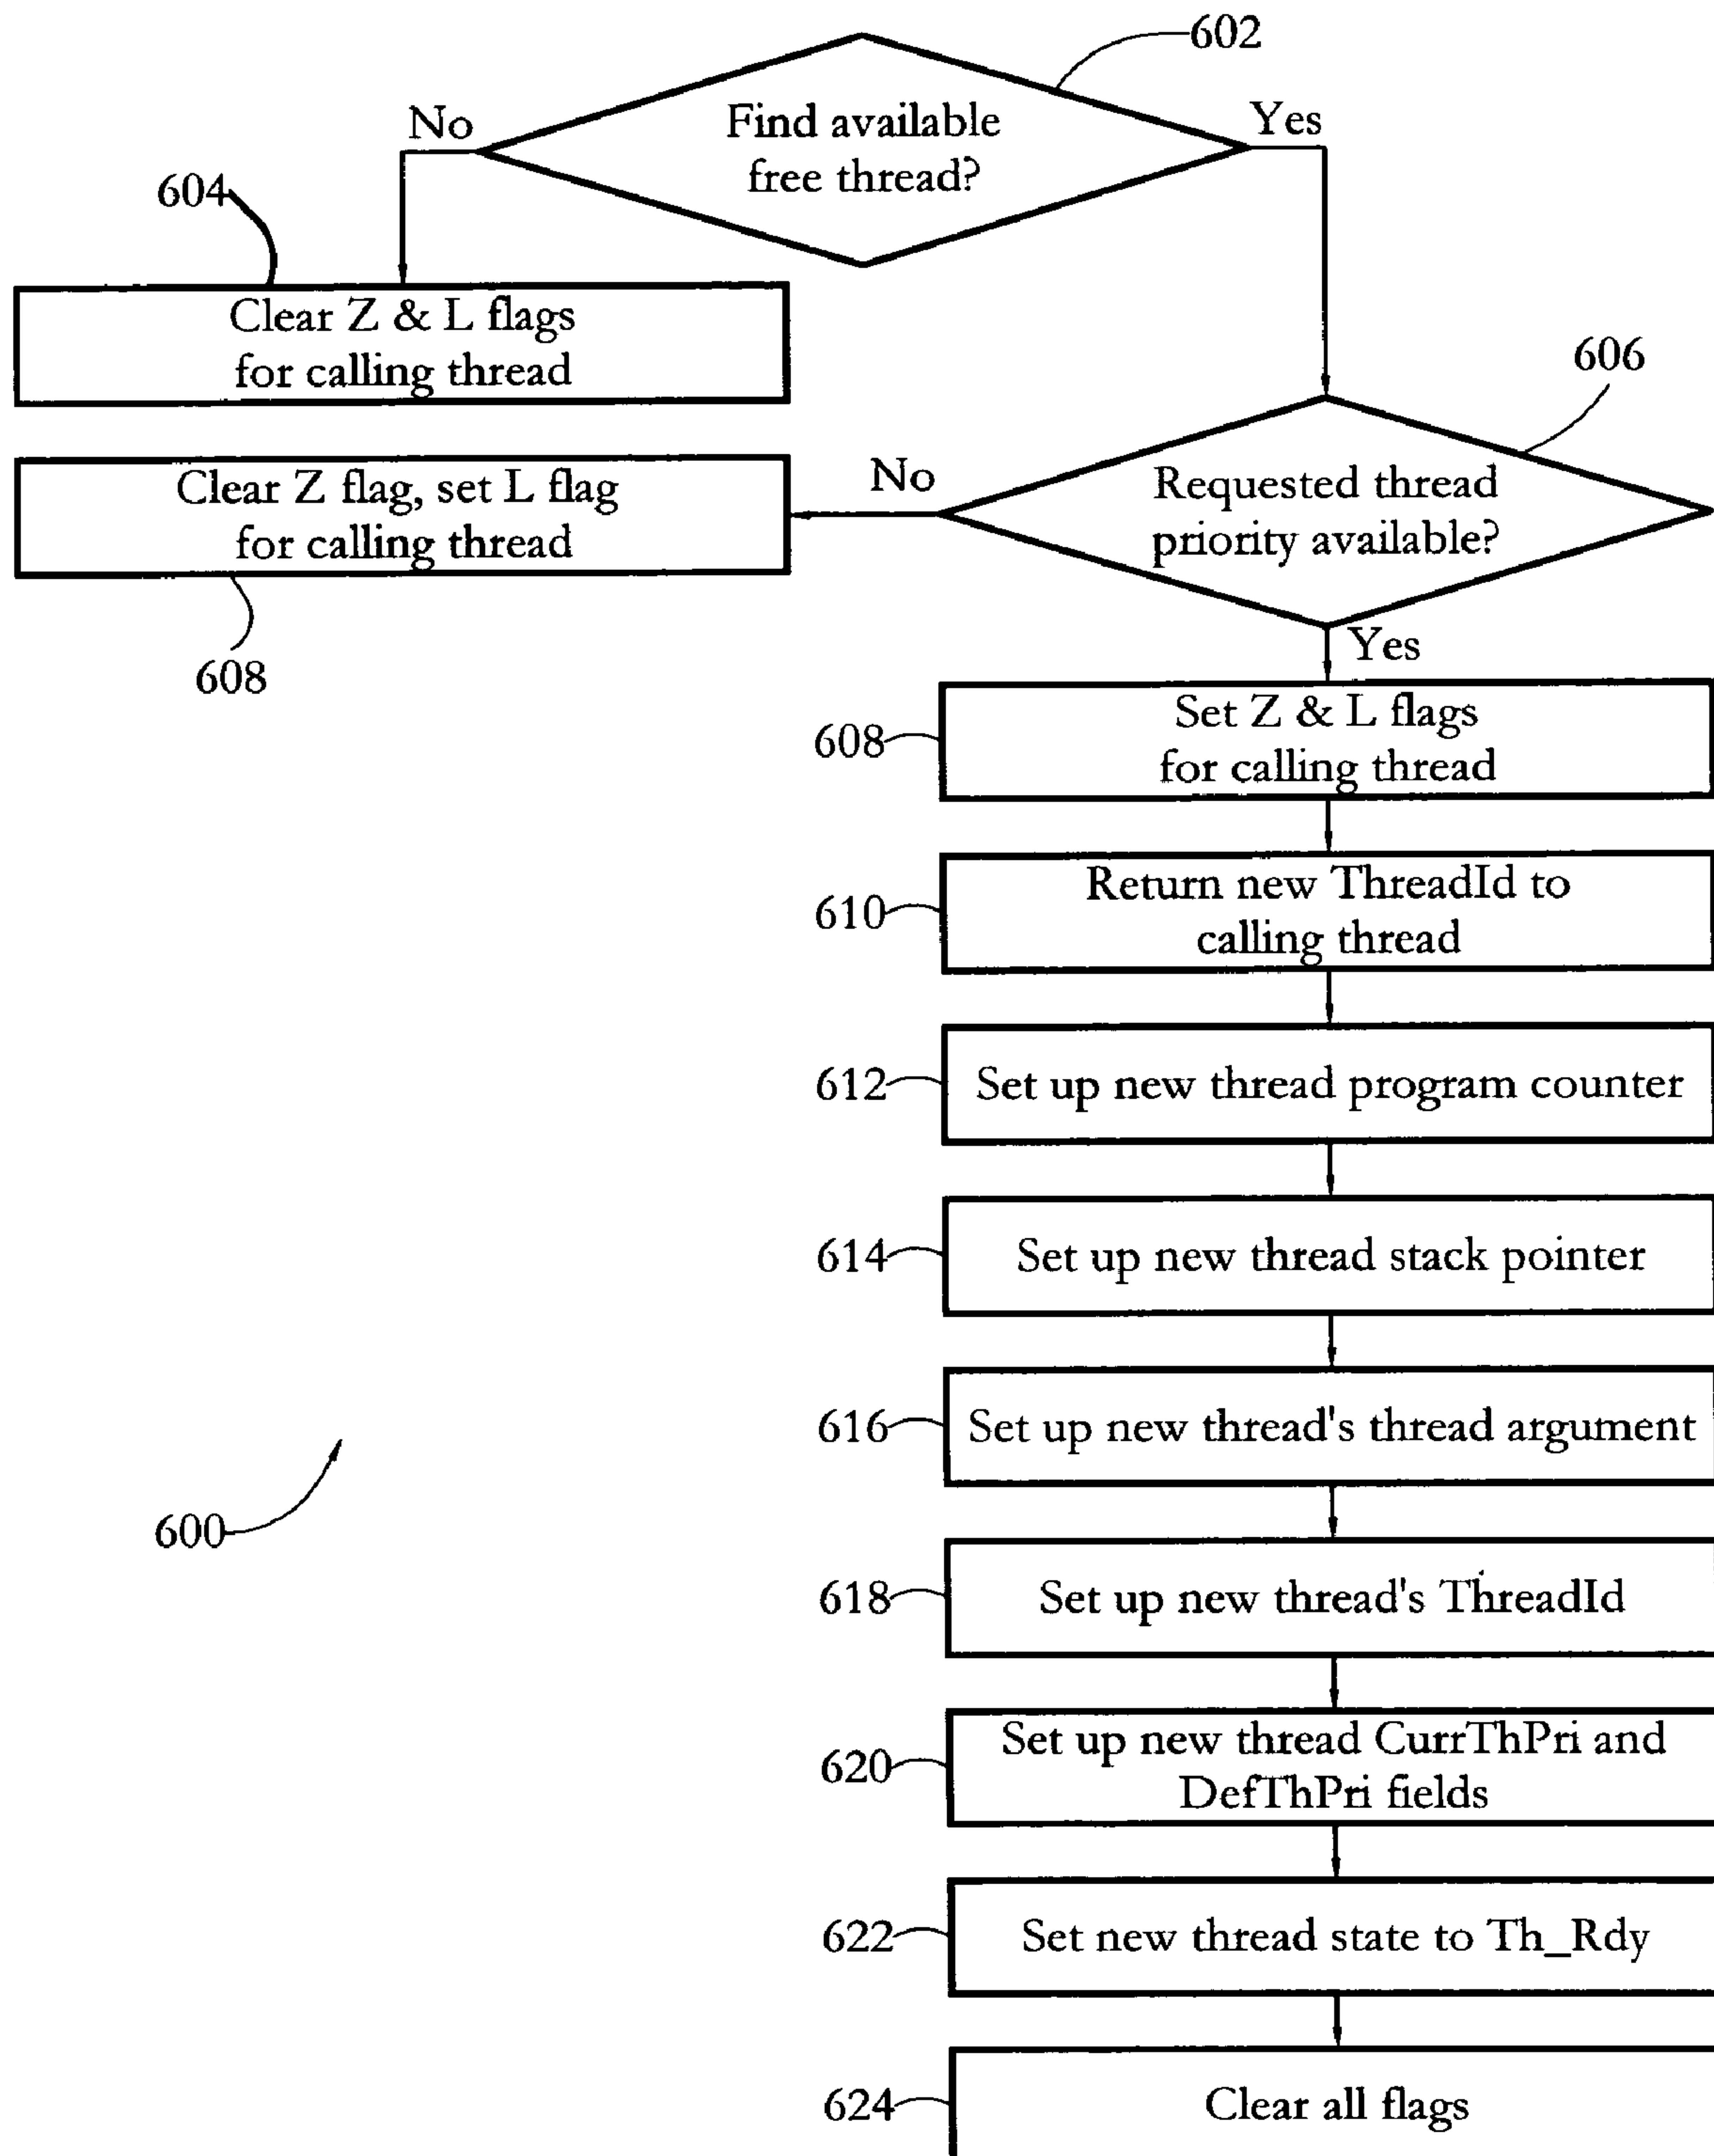 602
No
Find available
free thread?
Yes
604
Clear Z & L flags
for calling thread
606
Requested thread
priority available?
No
Clear Z flag, set L flag
for calling thread
608
Yes
608
Set Z & L flags
for calling thread
610
Return new ThreadId to
calling thread
612
Set up new thread program counter
614
Set up new thread stack pointer
616
Set up new thread's thread argument
600
618
Set up new thread's ThreadId
620
Set up new thread CurrThPri and
DefThPri fields
622
Set new thread state to Th_Rdy
624
Clear all flags